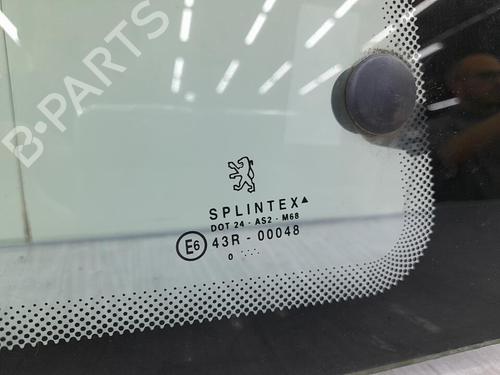 B-PARTS
SPLINTEX
DOT 24 - AS2 - M68
E6 43R - 00048
0 .....